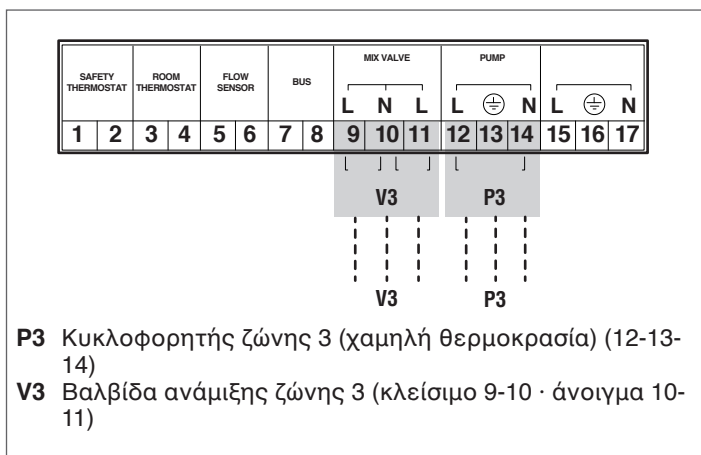 MIX VALVE PUMP
SAFETY THERMOSTAT ROOM THERMOSTAT FLOW SENSOR BUS
L N L L N L N
1 2 3 4 5 6 7 8 9 10 11 12 13 14 15 16 17
V3 P3
V3 P3
P3 Κυκλοφορητής ζώνης 3 (χαμηλή θερμοκρασία) (12-13-
14)
V3 Βαλβίδα ανάμιξης ζώνης 3 (κλείσιμο 9-10 · άνοιγμα 10-
11)